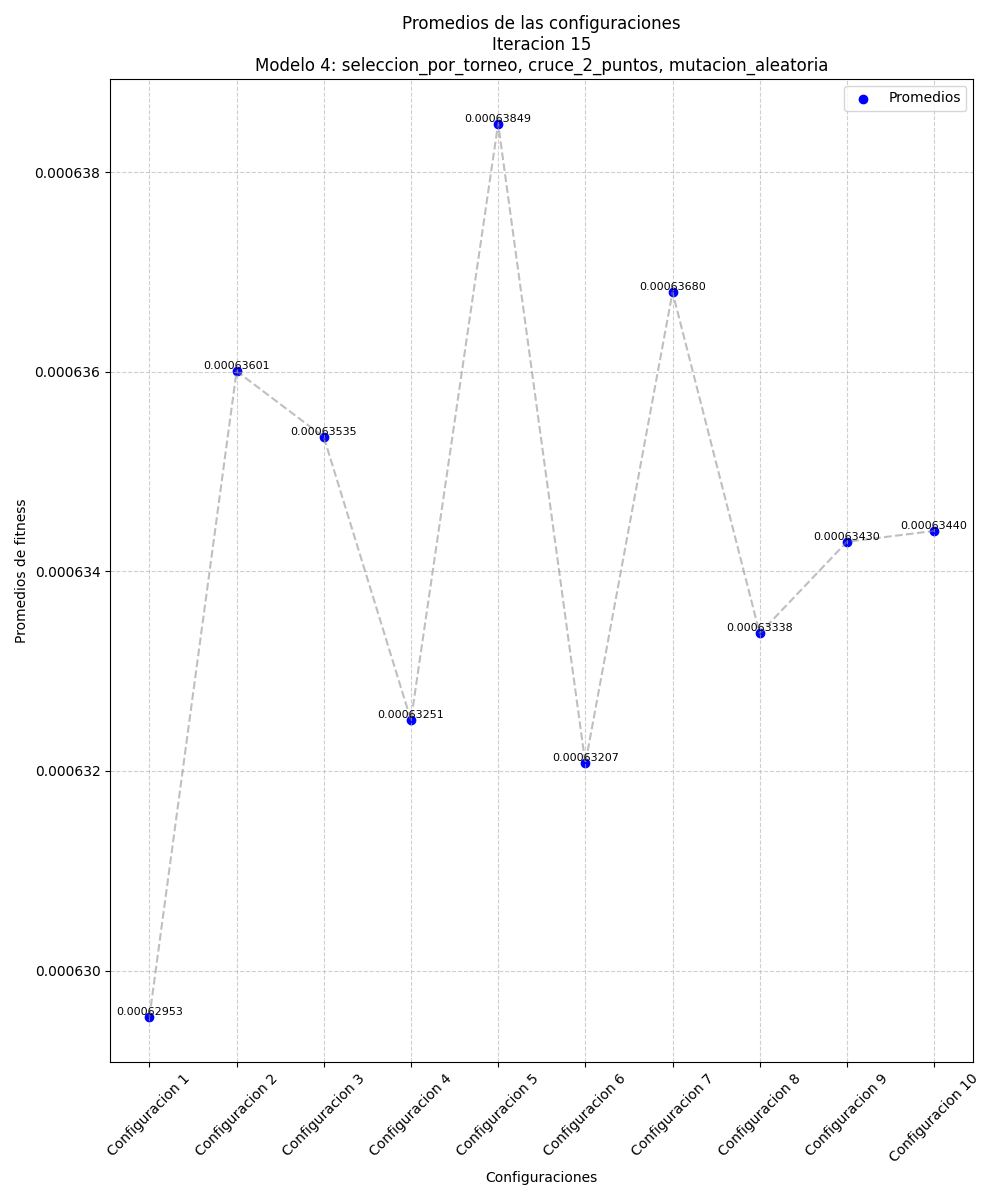 Promedios de las configuraciones
Iteracion 15
Modelo 4: seleccion_por_torneo, cruce_2_puntos, mutacion_aleatoria
Promedios
0.00063849
0.000638
0.00063680
0.00063601
0.000636
0.00063535
0.00063440
0.00063430
0.000634
0.00063338
0.00063251
0.00063207
0.000632
0.000630
0.00062953
Promedios de fitness
Configuracion 1
Configuracion 2
Configuracion 3
Configuracion 4
Configuracion 5
Configuracion 6
Configuracion 7
Configuracion 8
Configuracion 9
Configuracion 10
Configuraciones